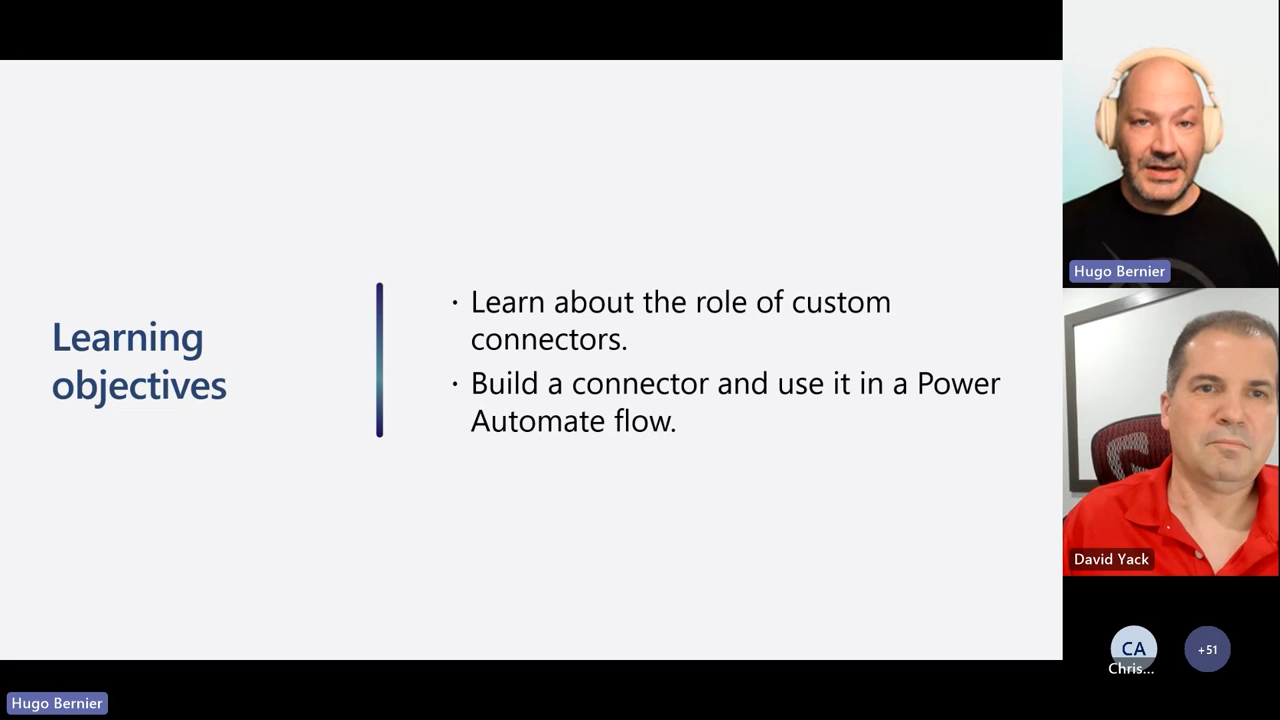 Learning
objectives
· Learn about the role of custom
connectors.
· Build a connector and use it in a Power
Automate flow.
Hugo Bernier
David Yack
CA
Chris...
+51
Hugo Bernier